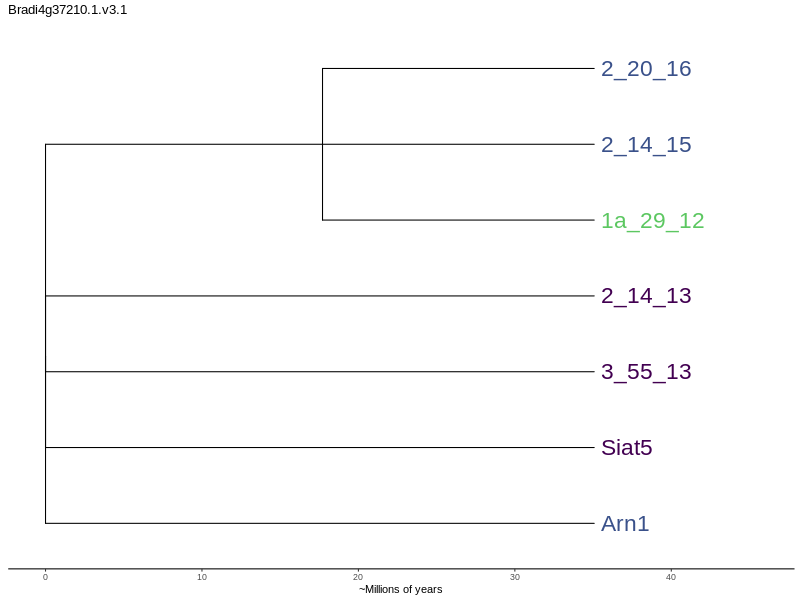 Bradi4g37210.1.v3.1
2_20_16
2_14_15
1a_29_12
2_14_13
3_55_13
Siat5
Arn1
0 10 20 30 40
~Millions of years